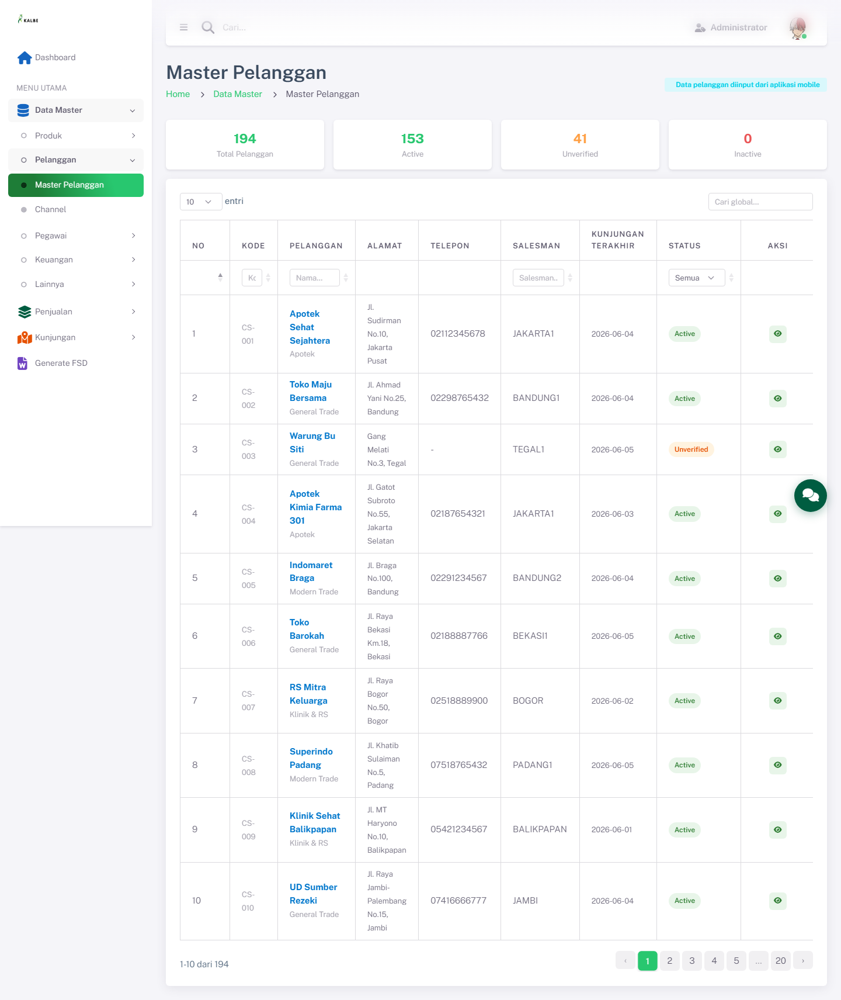 KALBE
Dashboard
MENU UTAMA
Data Master
Produk
Pelanggan
Master Pelanggan
Channel
Pegawai
Keuangan
Lainnya
Penjualan
Kunjungan
Generate FSD
Cari...
Administrator
Master Pelanggan
Home > Data Master > Master Pelanggan
Data pelanggan diinput dari aplikasi mobile
194
Total Pelanggan
153
Active
41
Unverified
0
Inactive
10 entri
Cari global...
NO KODE PELANGGAN ALAMAT TELEPON SALESMAN KUNJUNGAN TERAKHIR STATUS AKSI
Nama... Salesman.. Semua
1 CS-001 Apotek Sehat Sejahtera Apotek Jl. Sudirman No.10, Jakarta Pusat 02112345678 JAKARTA1 2026-06-04 Active
2 CS-002 Toko Maju Bersama General Trade Jl. Ahmad Yani No.25, Bandung 02298765432 BANDUNG1 2026-06-04 Active
3 CS-003 Warung Bu Siti General Trade Gang Melati No.3, Tegal - TEGAL1 2026-06-05 Unverified
4 CS-004 Apotek Kimia Farma 301 Apotek Jl. Gatot Subroto No.55, Jakarta Selatan 02187654321 JAKARTA1 2026-06-03 Active
5 CS-005 Indomaret Braga Modern Trade Jl. Braga No.100, Bandung 02291234567 BANDUNG2 2026-06-04 Active
6 CS-006 Toko Barokah General Trade Jl. Raya Bekasi Km.18, Bekasi 02188887766 BEKASI1 2026-06-05 Active
7 CS-007 RS Mitra Keluarga Klinik & RS Jl. Raya Bogor No.50, Bogor 02518889900 BOGOR 2026-06-02 Active
8 CS-008 Superindo Padang Modern Trade Jl. Khatib Sulaiman No.5, Padang 07518765432 PADANG1 2026-06-05 Active
9 CS-009 Klinik Sehat Balikpapan Klinik & RS Jl. MT Haryono No.10, Balikpapan 05421234567 BALIKPAPAN 2026-06-01 Active
10 CS-010 UD Sumber Rezeki General Trade Jl. Raya Jambi-Palembang No.15, Jambi 07416666777 JAMBI 2026-06-04 Active
1-10 dari 194
‹ 1 2 3 4 5 ... 20 ›